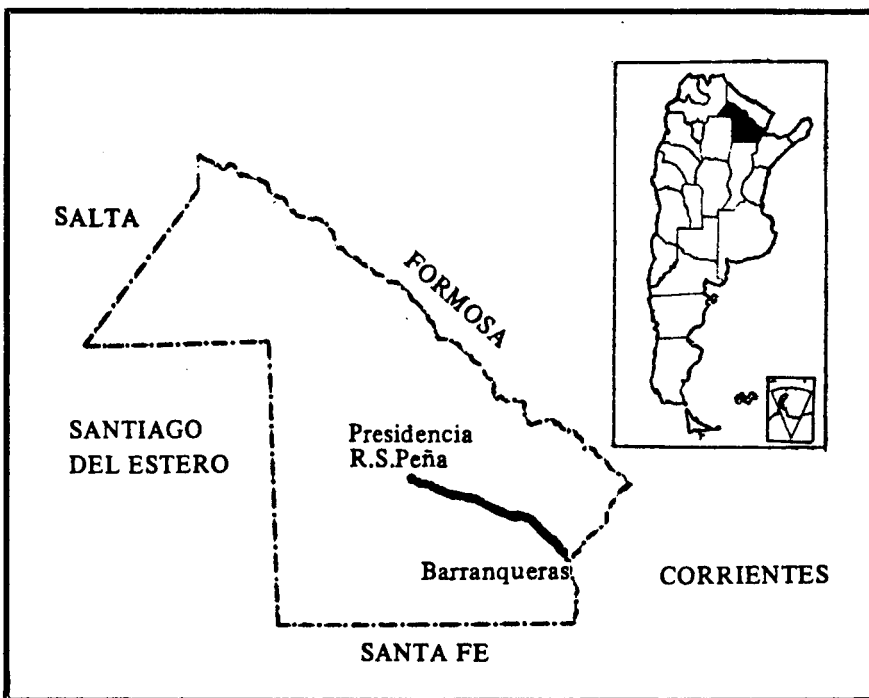 SALTA
FORMOSA
SANTIAGO
DEL ESTERO
Presidencia
R.S.Peña
Barranqueras
CORRIENTES
SANTA FE